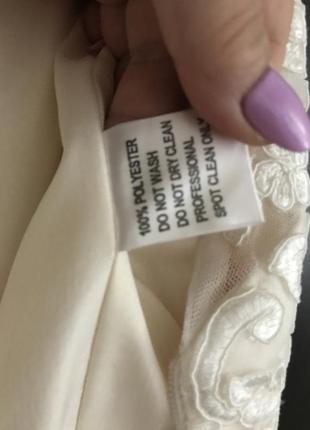 100% POLYESTER
DO NOT WASH
DO NOT DRY CLEAN
PROFESSIONAL
SPOT CLEAN ONLY